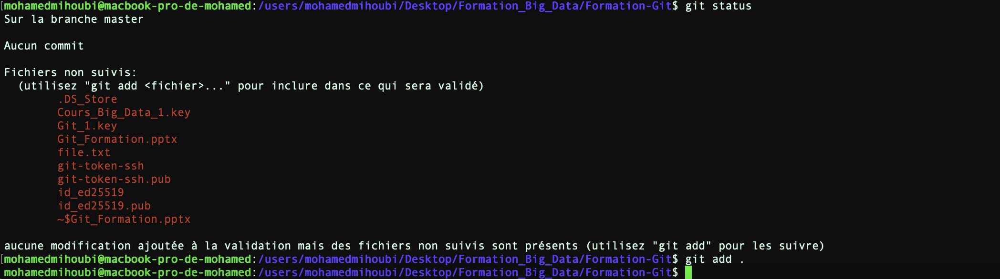 [mohamedmihoubi@macbook-pro-de-mohamed:/users/mohamedmihoubi/Desktop/Formation_Big_Data/Formation-Git$ git status
Sur la branche master
Aucun commit
Fichiers non suivis:
(utilisez "git add <fichier>..." pour inclure dans ce qui sera validé)
.DS_Store
Cours_Big_Data_1.key
Git_1.key
Git_Formation.pptx
file.txt
git-token-ssh
git-token-ssh.pub
id_ed25519
id_ed25519.pub
~$Git_Formation.pptx
aucune modification ajoutée à la validation mais des fichiers non suivis sont présents (utilisez "git add" pour les suivre)
[mohamedmihoubi@macbook-pro-de-mohamed:/users/mohamedmihoubi/Desktop/Formation_Big_Data/Formation-Git$ git add .
mohamedmihoubi@macbook-pro-de-mohamed:/users/mohamedmihoubi/Desktop/Formation_Big_Data/Formation-Git$